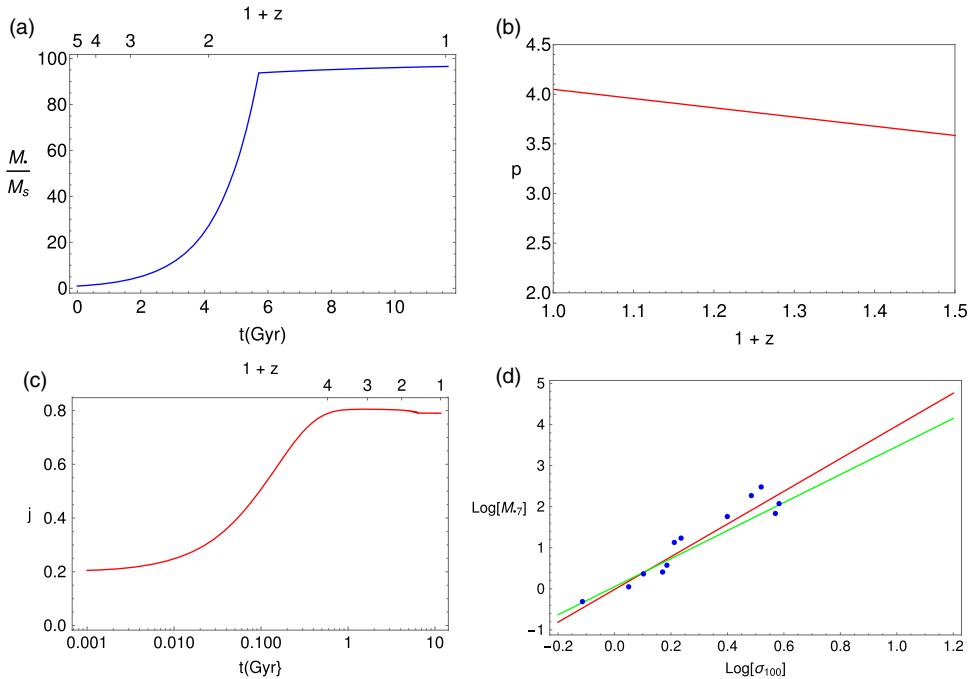 (a)
1 + z
5 4 3 2 1
100
80
60
40
20
0
M•
Ms
0 2 4 6 8 10
t(Gyr)
(b)
4.5
4.0
3.5
3.0
2.5
2.0
p
1.0 1.1 1.2 1.3 1.4 1.5
1 + z
(c)
1 + z
4 3 2 1
0.8
0.6
0.4
0.2
0.0
j
0.001 0.010 0.100 1 10
t(Gyr}
(d)
5
4
3
2
1
0
−1
Log[M•7]
−0.2 0.0 0.2 0.4 0.6 0.8 1.0 1.2
Log[σ100]